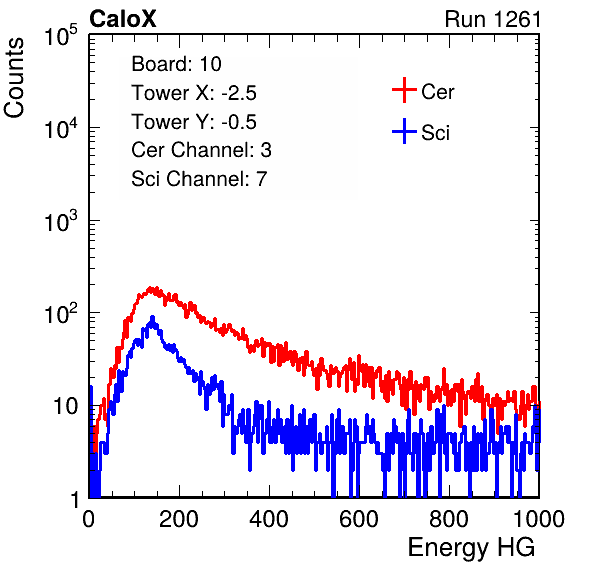 CaloX Run 1261
Counts
10^5
10^4
10^3
10^2
10
1
Board: 10
Tower X: -2.5
Tower Y: -0.5
Cer Channel: 3
Sci Channel: 7
Cer
Sci
0 200 400 600 800 1000
Energy HG